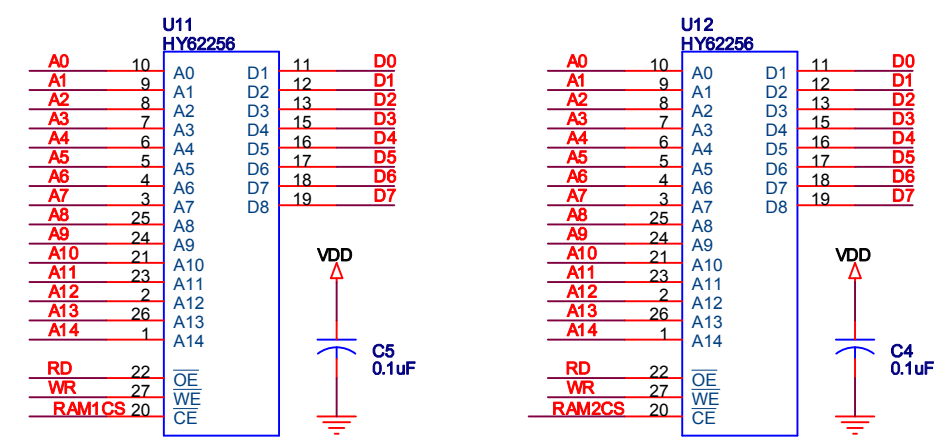 U11
HY62256
A0 10 A0 D1 11 D0
A1 9 A1 D2 12 D1
A2 8 A2 D3 13 D2
A3 7 A3 D4 15 D3
A4 6 A4 D5 16 D4
A5 5 A5 D6 17 D5
A6 4 A6 D7 18 D6
A7 3 A7 D8 19 D7
A8 25 A8
A9 24 A9
A10 21 A10
A11 23 A11
A12 2 A12
A13 26 A13
A14 1 A14
RD 22 OE
WR 27 WE
RAM1CS 20 CE
VDD
C5
0.1uF
U12
HY62256
A0 10 A0 D1 11 D0
A1 9 A1 D2 12 D1
A2 8 A2 D3 13 D2
A3 7 A3 D4 15 D3
A4 6 A4 D5 16 D4
A5 5 A5 D6 17 D5
A6 4 A6 D7 18 D6
A7 3 A7 D8 19 D7
A8 25 A8
A9 24 A9
A10 21 A10
A11 23 A11
A12 2 A12
A13 26 A13
A14 1 A14
RD 22 OE
WR 27 WE
RAM2CS 20 CE
VDD
C4
0.1uF